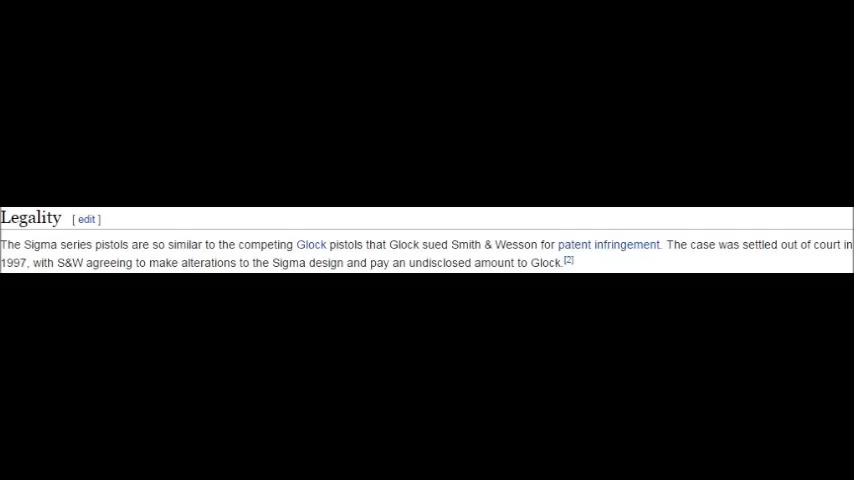 Legality [ edit ]
The Sigma series pistols are so similar to the competing Glock pistols that Glock sued Smith & Wesson for patent infringement. The case was settled out of court in
1997, with S&W agreeing to make alterations to the Sigma design and pay an undisclosed amount to Glock.[2]